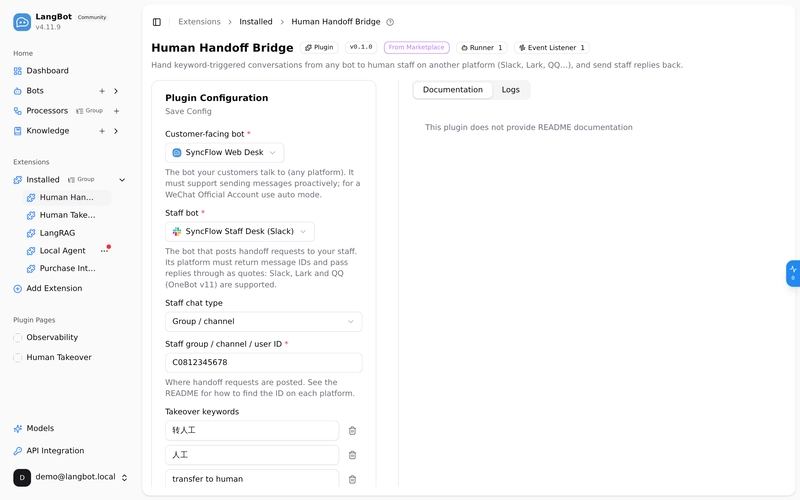 LangBot Community
v4.11.9
Home
Dashboard
Bots
Processors Group
Knowledge
Extensions
Installed Group
Human Han...
Human Take...
LangRAG
Local Agent
Purchase Int...
Add Extension
Plugin Pages
Observability
Human Takeover
Models
API Integration
D demo@langbot.local
Extensions > Installed > Human Handoff Bridge
Human Handoff Bridge Plugin v0.1.0 From Marketplace Runner 1 Event Listener 1
Hand keyword-triggered conversations from any bot to human staff on another platform (Slack, Lark, QQ...), and send staff replies back.
Plugin Configuration
Save Config
Customer-facing bot *
SyncFlow Web Desk
The bot your customers talk to (any platform). It
must support sending messages proactively; for a
WeChat Official Account use auto mode.
Staff bot *
SyncFlow Staff Desk (Slack)
The bot that posts handoff requests to your staff.
Its platform must return message IDs and pass
replies through as quotes: Slack, Lark and QQ
(OneBot v11) are supported.
Staff chat type
Group / channel
Staff group / channel / user ID *
C0812345678
Where handoff requests are posted. See the
README for how to find the ID on each platform.
Takeover keywords
转人工
人工
transfer to human
Documentation Logs
This plugin does not provide README documentation